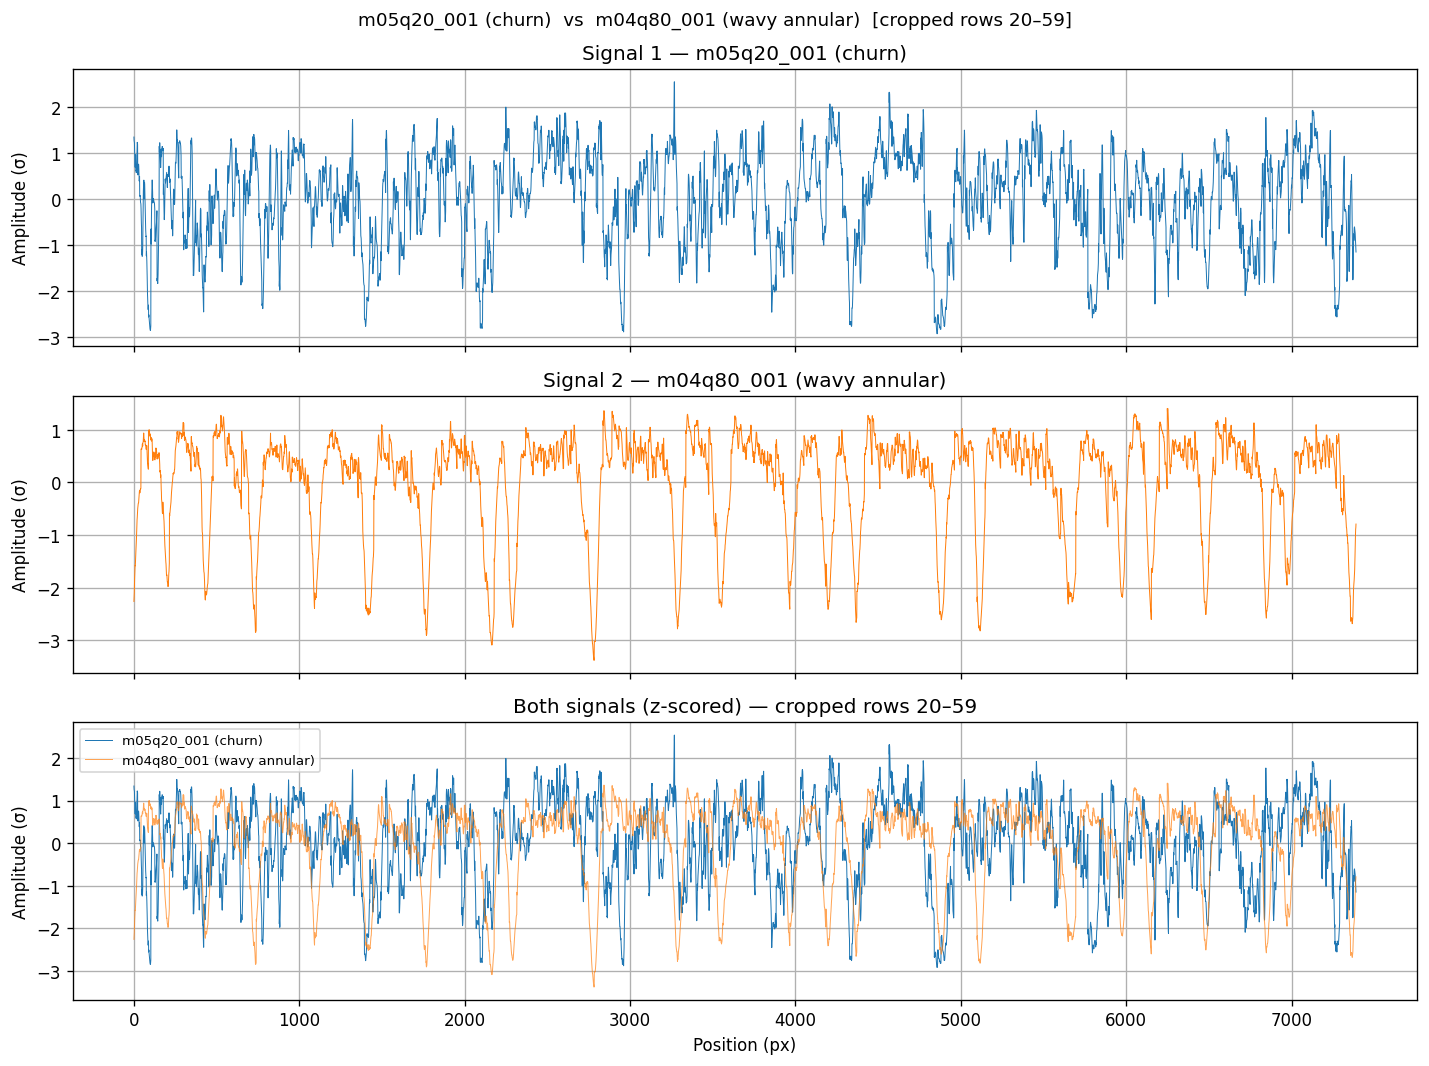 m05q20_001 (churn)  vs  m04q80_001 (wavy annular)  [cropped rows 20–59]
Signal 1 — m05q20_001 (churn)
Amplitude (σ)
2
1
0
−1
−2
−3
Signal 2 — m04q80_001 (wavy annular)
Amplitude (σ)
1
0
−1
−2
−3
Both signals (z-scored) — cropped rows 20–59
m05q20_001 (churn)
m04q80_001 (wavy annular)
Amplitude (σ)
2
1
0
−1
−2
−3
0 1000 2000 3000 4000 5000 6000 7000
Position (px)